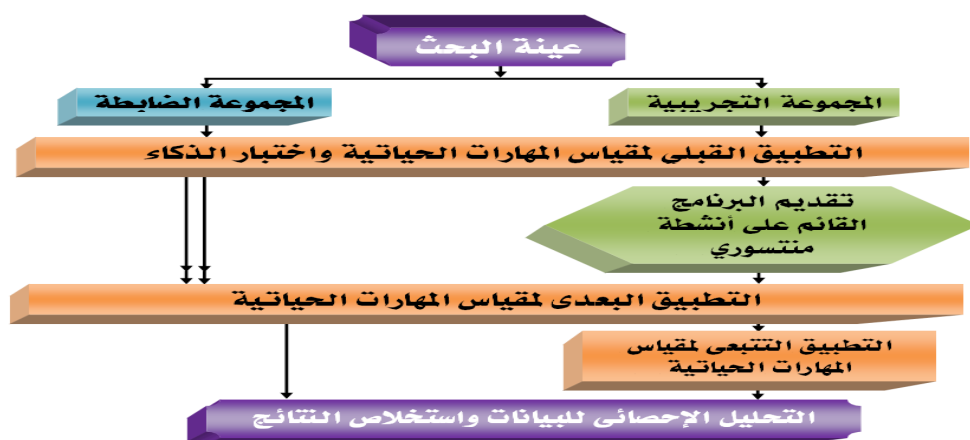 عينة البحث
المجموعة التجريبية
المجموعة الضابطة
التطبيق القبلى لمقياس المهارات الحياتية واختبار الذكاء
تقديم البرنامج
القائم على أنشطة
منتسوري
التطبيق البعدى لمقياس المهارات الحياتية
التطبيق التتبعى لمقياس
المهارات الحياتية
التحليل الإحصائى للبيانات واستخلاص النتائج